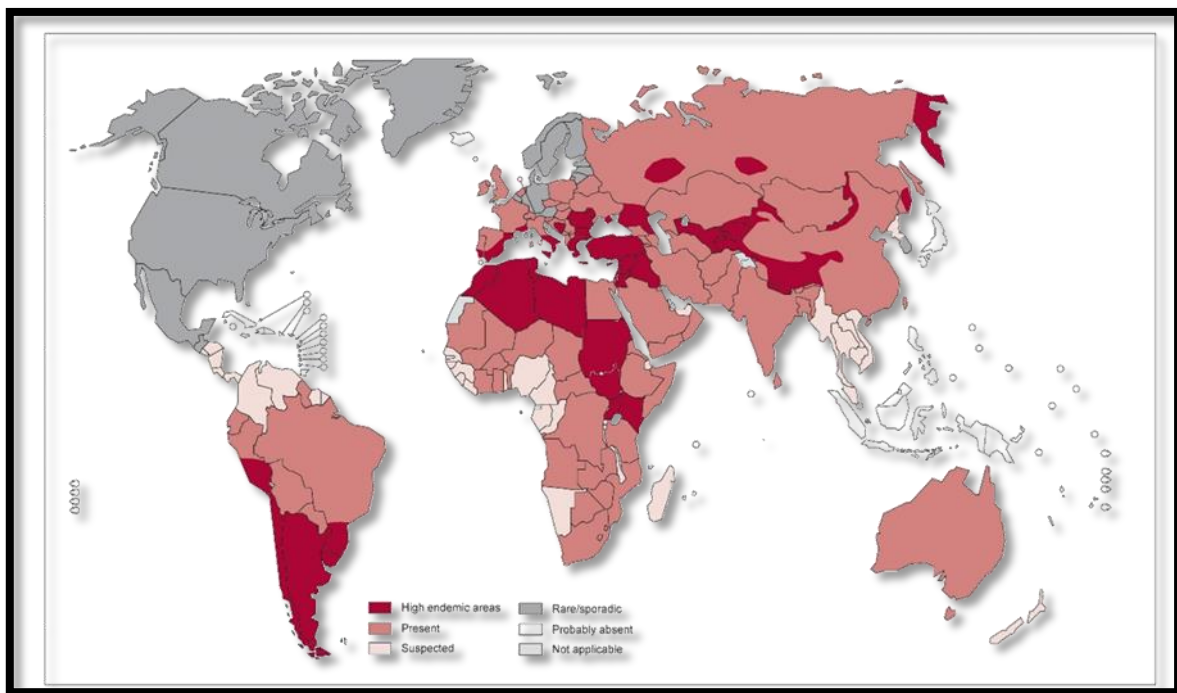 High endemic areas
Present
Suspected
Rare/sporadic
Probably absent
Not applicable